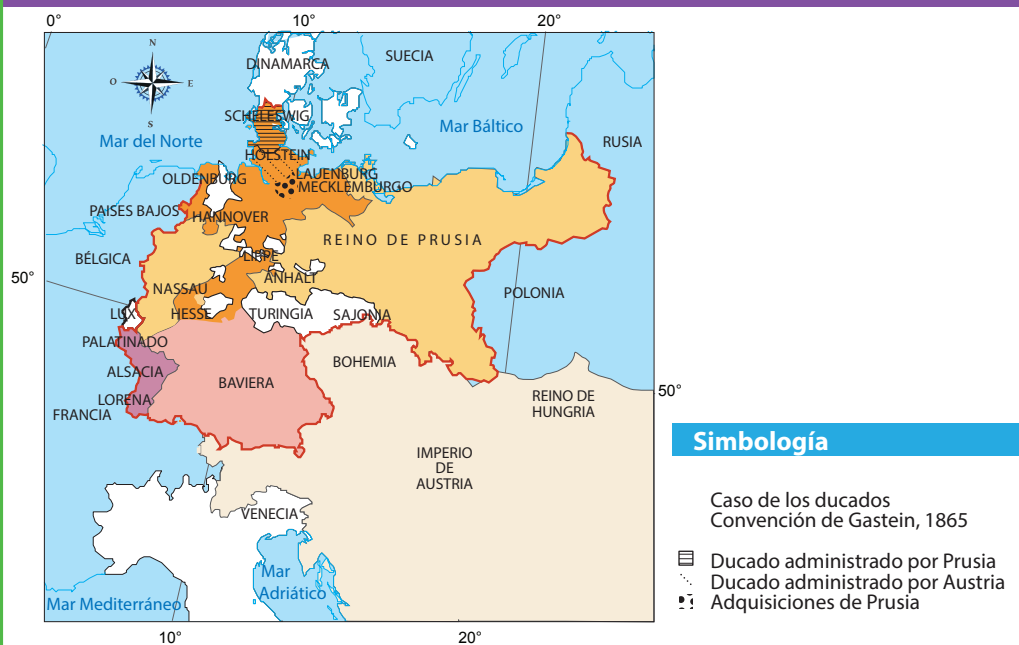 0°
10°
20°
N
O
E
S
DINAMARCA
SUECIA
SCHELESWIG
Mar Báltico
Mar del Norte
RUSIA
HOLSTEIN
LAUENBURG
OLDENBURG
MECKLEMBURGO
PAISES BAJOS
HANNOVER
REINO DE PRUSIA
BÉLGICA
LIPPE
50°
ANHALT
NASSAU
POLONIA
LUX
HESSE
TURINGIA
SAJONIA
PALATINADO
BOHEMIA
ALSACIA
BAVIERA
50°
LORENA
REINO DE
HUNGRIA
FRANCIA
IMPERIO
DE
AUSTRIA
VENECIA
Mar
Adriático
Mar Mediterráneo
10°
20°
Simbología
Caso de los ducados
Convención de Gastein, 1865
Ducado administrado por Prusia
Ducado administrado por Austria
Adquisiciones de Prusia